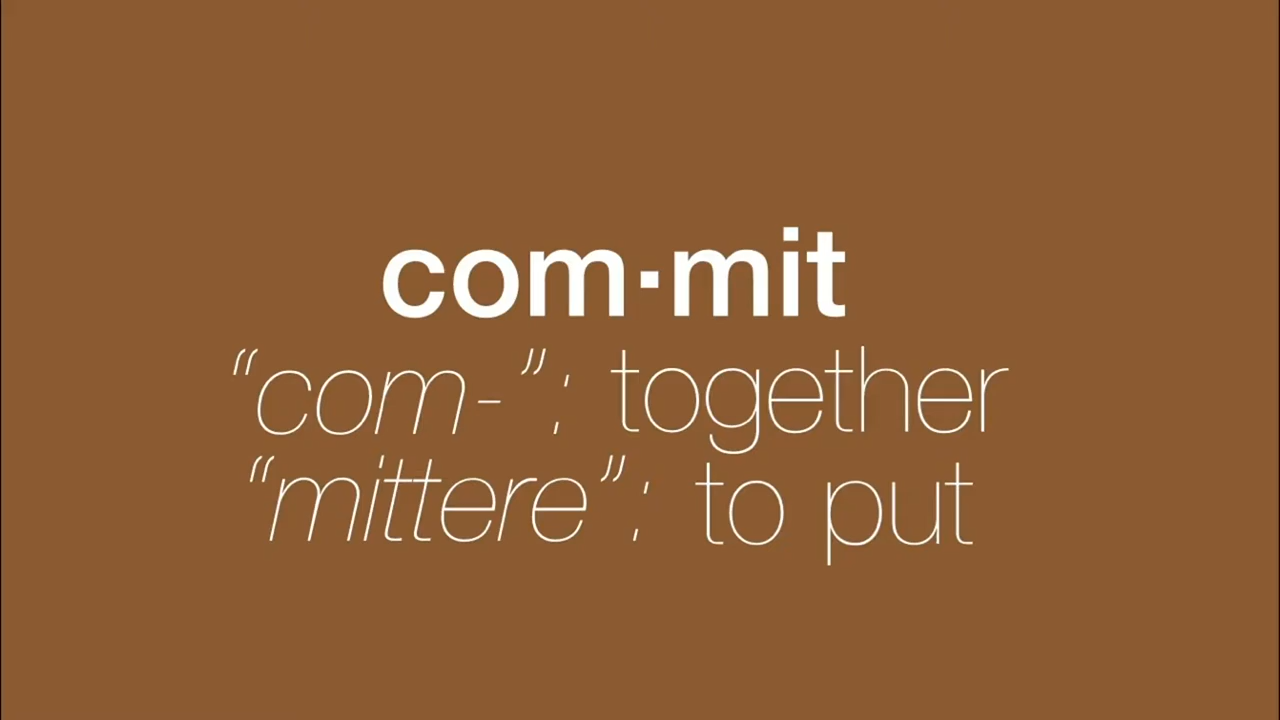 com·mit
“com-”: together
“mittere”: to put